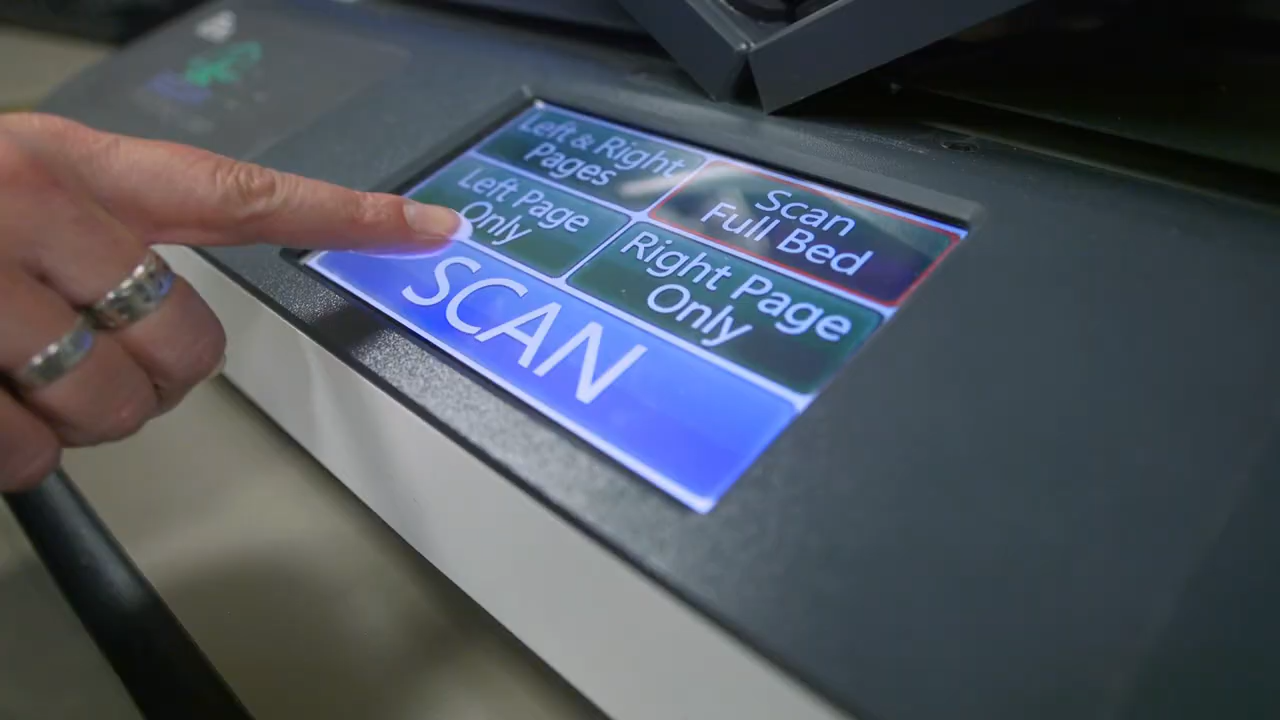 Left & Right
Pages
Scan
Full Bed
Left Page
Only
Right Page
Only
SCAN